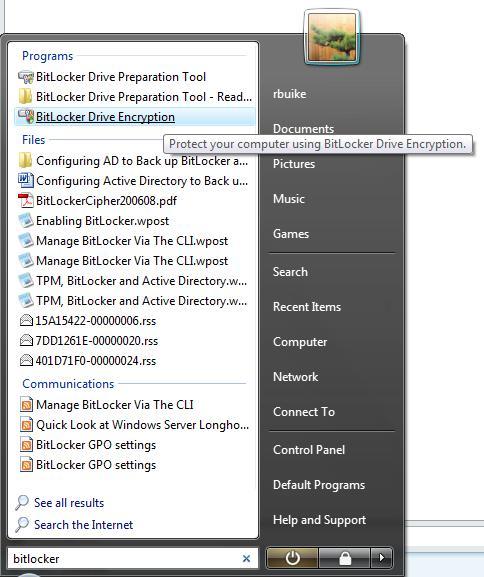 Programs
BitLocker Drive Preparation Tool
BitLocker Drive Preparation Tool - Read...
BitLocker Drive Encryption
Protect your computer using BitLocker Drive Encryption.
Files
Configuring AD to Back up BitLocker a...
Configuring Active Directory to Back u...
BitLockerCipher200608.pdf
Enabling BitLocker.wpost
Manage BitLocker Via The CLI.wpost
Manage BitLocker Via The CLI.wpost
TPM, BitLocker and Active Directory.w...
TPM, BitLocker and Active Directory.w...
15A15422-00000006.rss
7DD1261E-00000020.rss
401D71F0-00000024.rss
Communications
Manage BitLocker Via The CLI
Quick Look at Windows Server Longho...
BitLocker GPO settings
BitLocker GPO settings
See all results
Search the Internet
bitlocker
rbuike
Documents
Pictures
Music
Games
Search
Recent Items
Computer
Network
Connect To
Control Panel
Default Programs
Help and Support